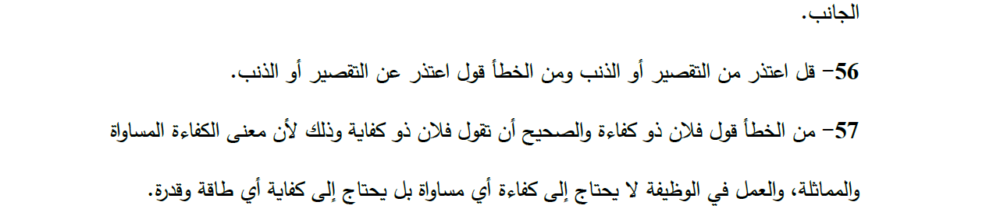 الجانب.
56- قل اعتذر من التقصير أو الذنب ومن الخطأ قول اعتذر عن التقصير أو الذنب.
57- من الخطأ قول فلان ذو كفاءة والصحيح أن تقول فلان ذو كفاية وذلك لأن معنى الكفاءة المساواة
والمماثلة، والعمل في الوظيفة لا يحتاج إلى كفاءة أي مساواة بل يحتاج إلى كفاية أي طاقة وقدرة.